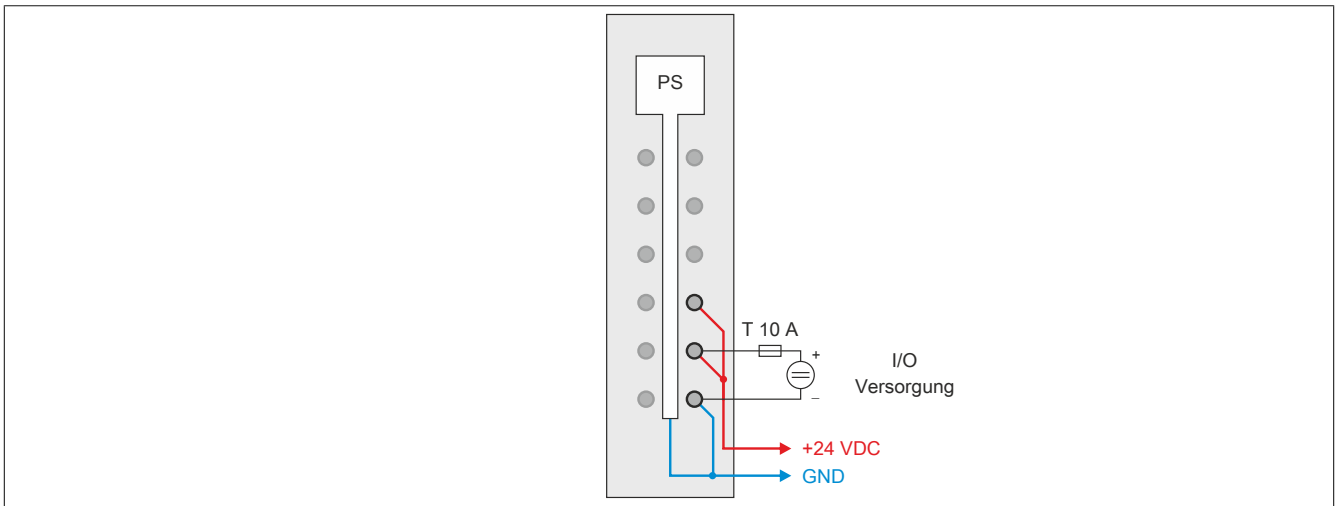 PS
T 10 A
+
I/O
Versorgung
–
+24 VDC
GND